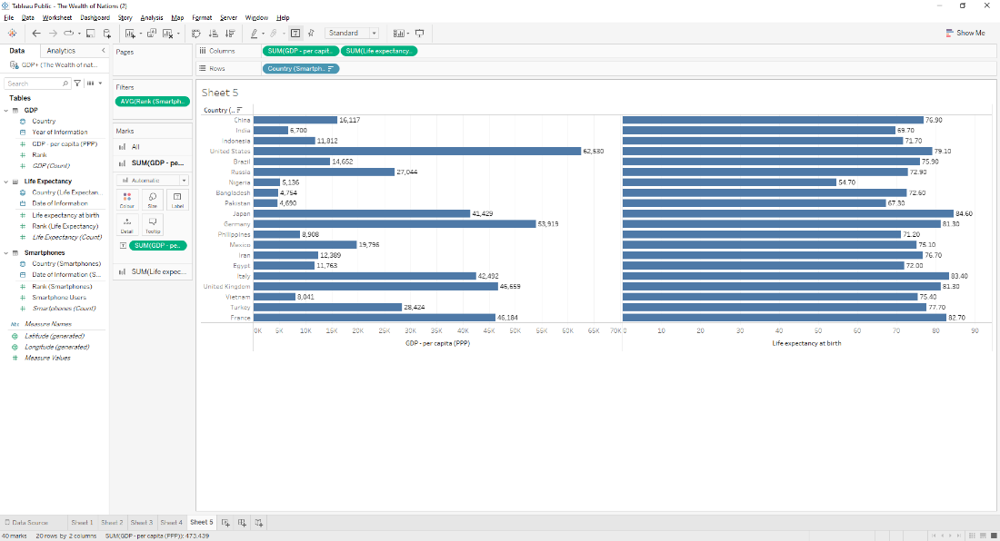 Tableau Public - The Wealth of Nations (2)
File Data Worksheet Dashboard Story Analysis Map Format Server Window Help
Standard
Show Me
Data Analytics
GDP+ (The Wealth of nat...
Search
Tables
GDP
Country
Year of Information
GDP - per capita (PPP)
Rank
GDP (Count)
Life Expectancy
Country (Life Expectan...
Date of Information
Life expectancy at birth
Rank (Life Expectancy)
Life Expectancy (Count)
Smartphones
Country (Smartphones)
Date of Information (S...
Rank (Smartphones)
Smartphone Users
Smartphones (Count)
Abc Measure Names
Latitude (generated)
Longitude (generated)
Measure Values
Pages
Filters
AVG(Rank (Smartph..
Marks
All
SUM(GDP - pe...
Automatic
Colour Size Label
Detail Tooltip
SUM(GDP - pe..
SUM(Life expec...
Columns SUM(GDP - per capit.. SUM(Life expectancy..
Rows Country (Smartph..
Sheet 5
Country (..
China 16,117 76.90
India 6,700 69.70
Indonesia 11,812 71.70
United States 62,530 79.10
Brazil 14,652 75.90
Russia 27,044 72.90
Nigeria 5,136 54.70
Bangladesh 4,754 72.60
Pakistan 4,690 67.30
Japan 41,429 84.60
Germany 53,919 81.30
Philippines 8,908 71.20
Mexico 19,796 75.10
Iran 12,389 76.70
Egypt 11,763 72.00
Italy 42,492 83.40
United Kingdom 46,659 81.30
Vietnam 8,041 75.40
Turkey 28,424 77.70
France 46,184 82.70
0K 5K 10K 15K 20K 25K 30K 35K 40K 45K 50K 55K 60K 65K 70K 0 10 20 30 40 50 60 70 80 90
GDP - per capita (PPP) Life expectancy at birth
Data Source Sheet 1 Sheet 2 Sheet 3 Sheet 4 Sheet 5
40 marks 20 rows by 2 columns SUM(GDP - per capita (PPP)): 473,439